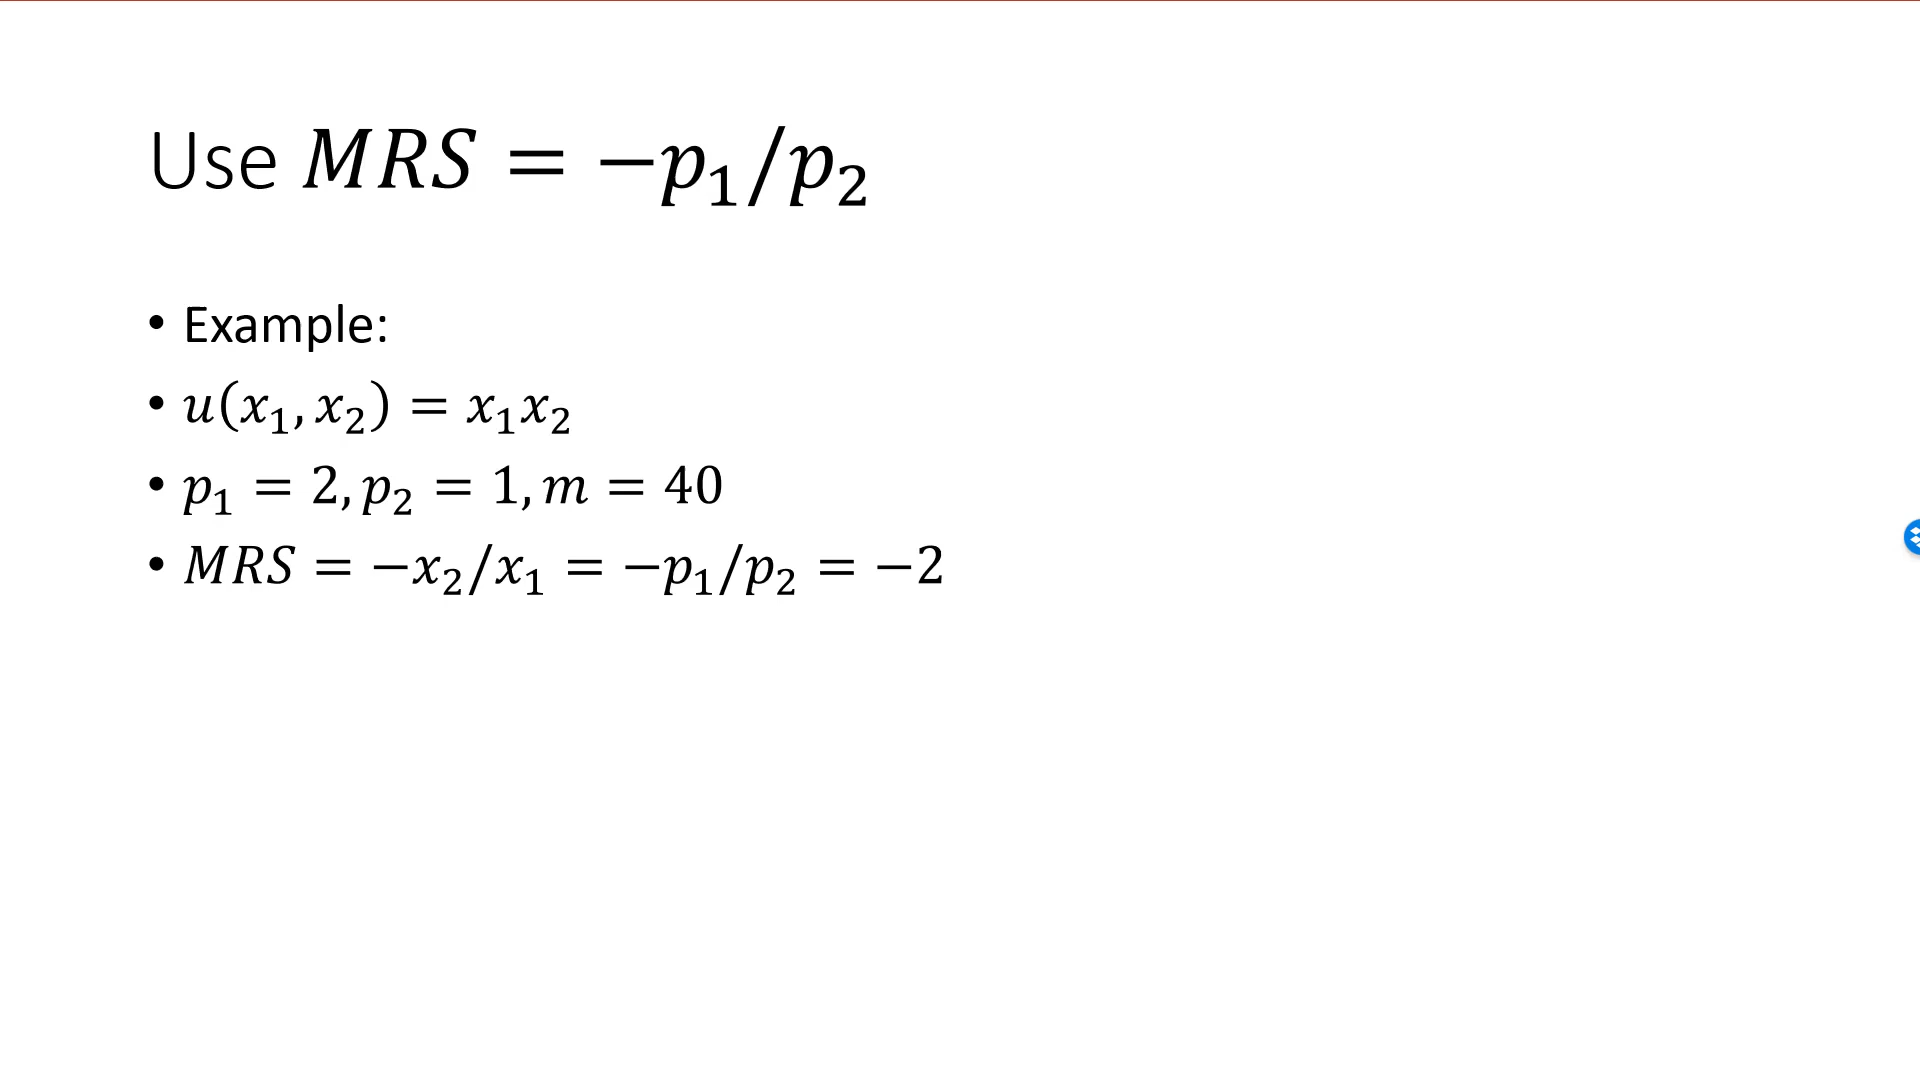 Use 𝑀𝑅𝑆 = −𝑝₁/𝑝₂
• Example:
• 𝑢(𝑥₁, 𝑥₂) = 𝑥₁𝑥₂
• 𝑝₁ = 2, 𝑝₂ = 1, 𝑚 = 40
• 𝑀𝑅𝑆 = −𝑥₂/𝑥₁ = −𝑝₁/𝑝₂ = −2